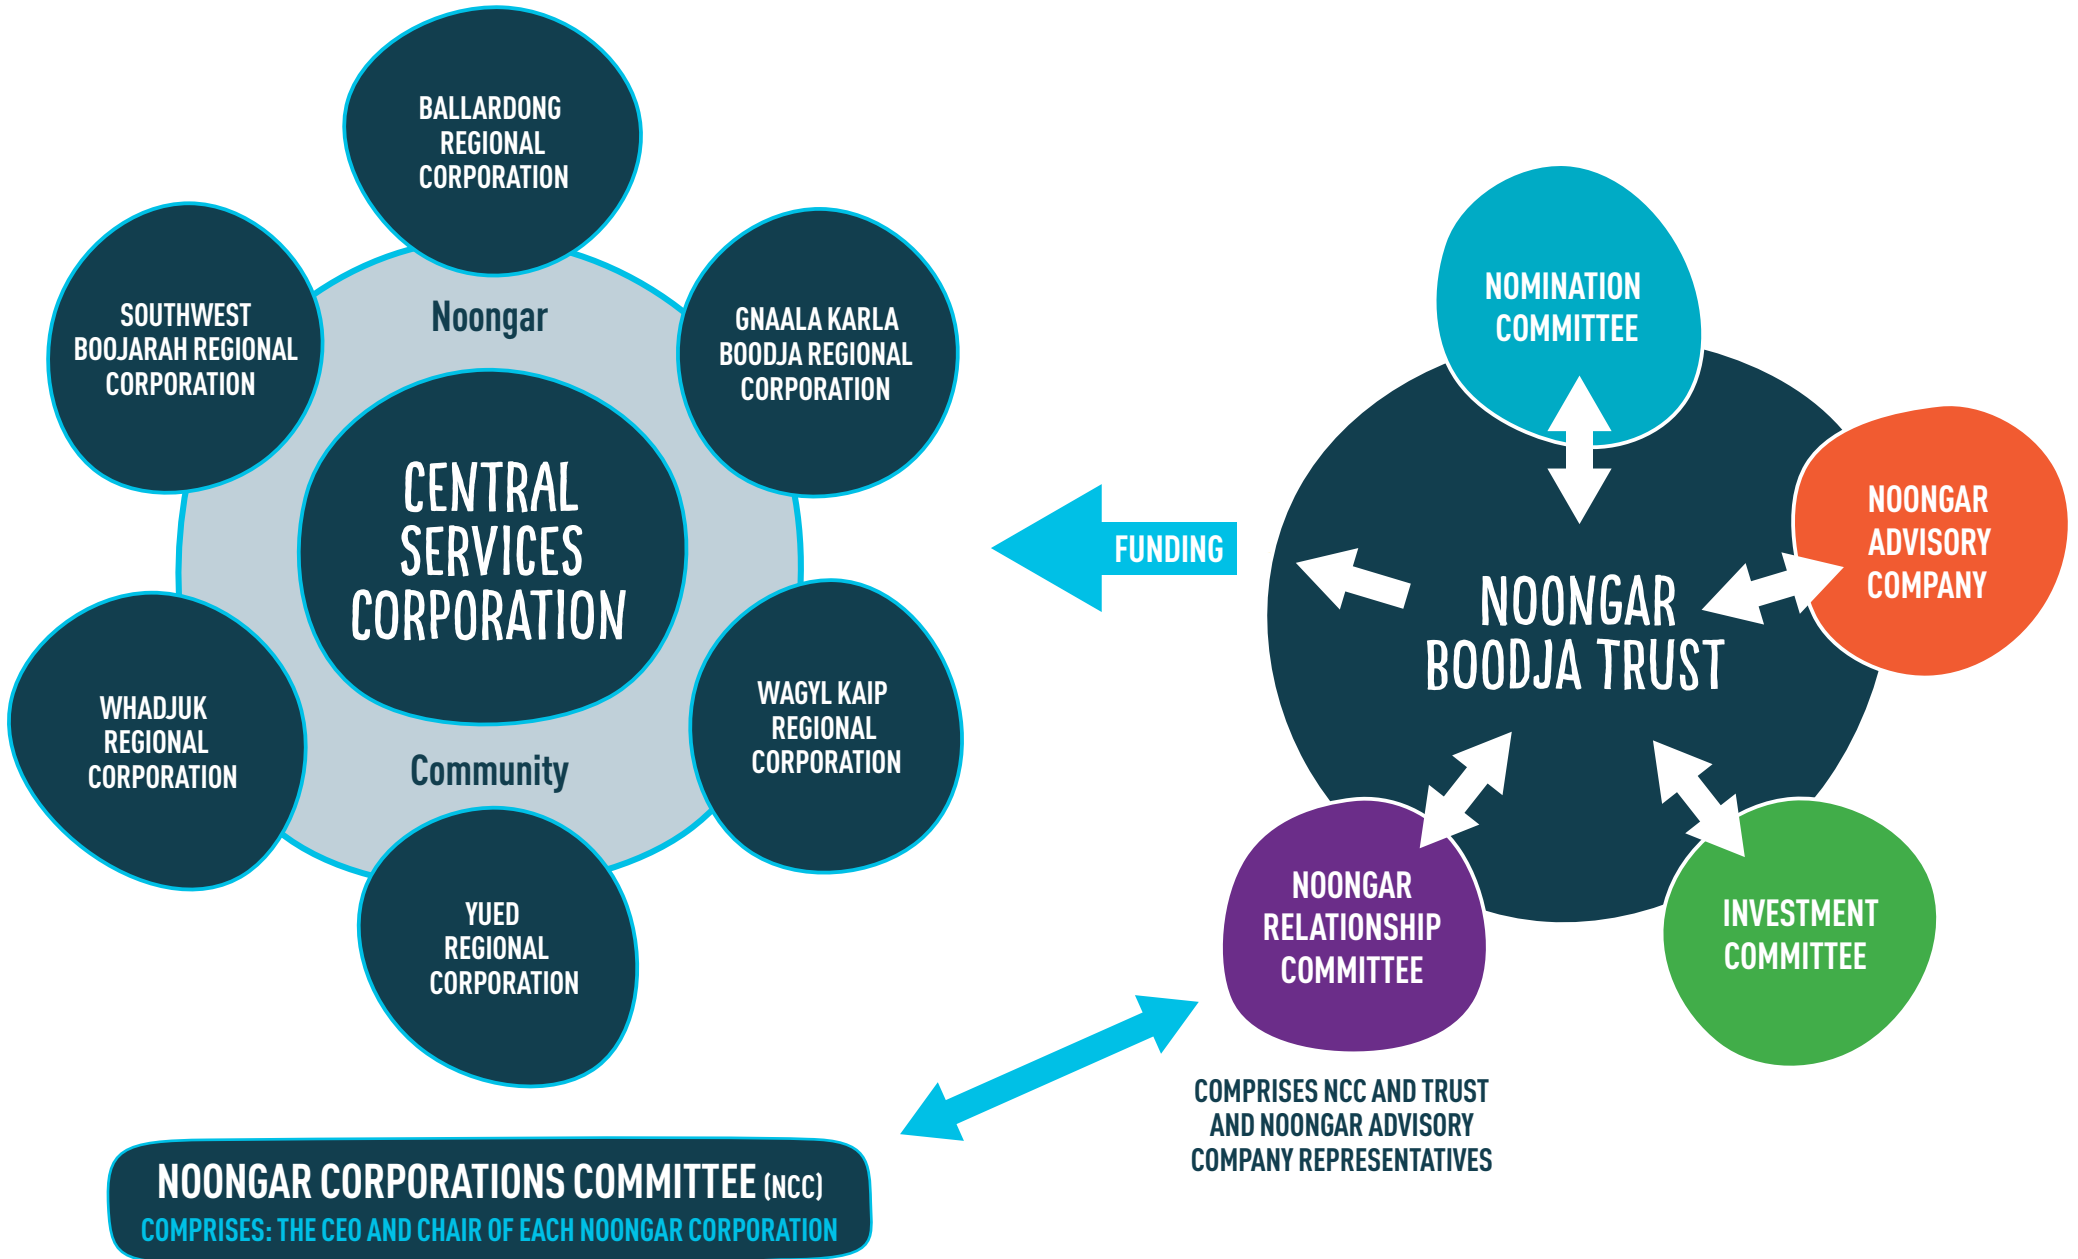 BALLARDONG
REGIONAL
CORPORATION
SOUTHWEST
BOOJARAH REGIONAL
CORPORATION
Noongar
GNAALA KARLA
BOODJA REGIONAL
CORPORATION
CENTRAL
SERVICES
CORPORATION
WHADJUK
REGIONAL
CORPORATION
Community
WAGYL KAIP
REGIONAL
CORPORATION
YUED
REGIONAL
CORPORATION
FUNDING
NOMINATION
COMMITTEE
NOONGAR
ADVISORY
COMPANY
NOONGAR
BOODJA TRUST
NOONGAR
RELATIONSHIP
COMMITTEE
INVESTMENT
COMMITTEE
COMPRISES NCC AND TRUST
AND NOONGAR ADVISORY
COMPANY REPRESENTATIVES
NOONGAR CORPORATIONS COMMITTEE (NCC)
COMPRISES: THE CEO AND CHAIR OF EACH NOONGAR CORPORATION